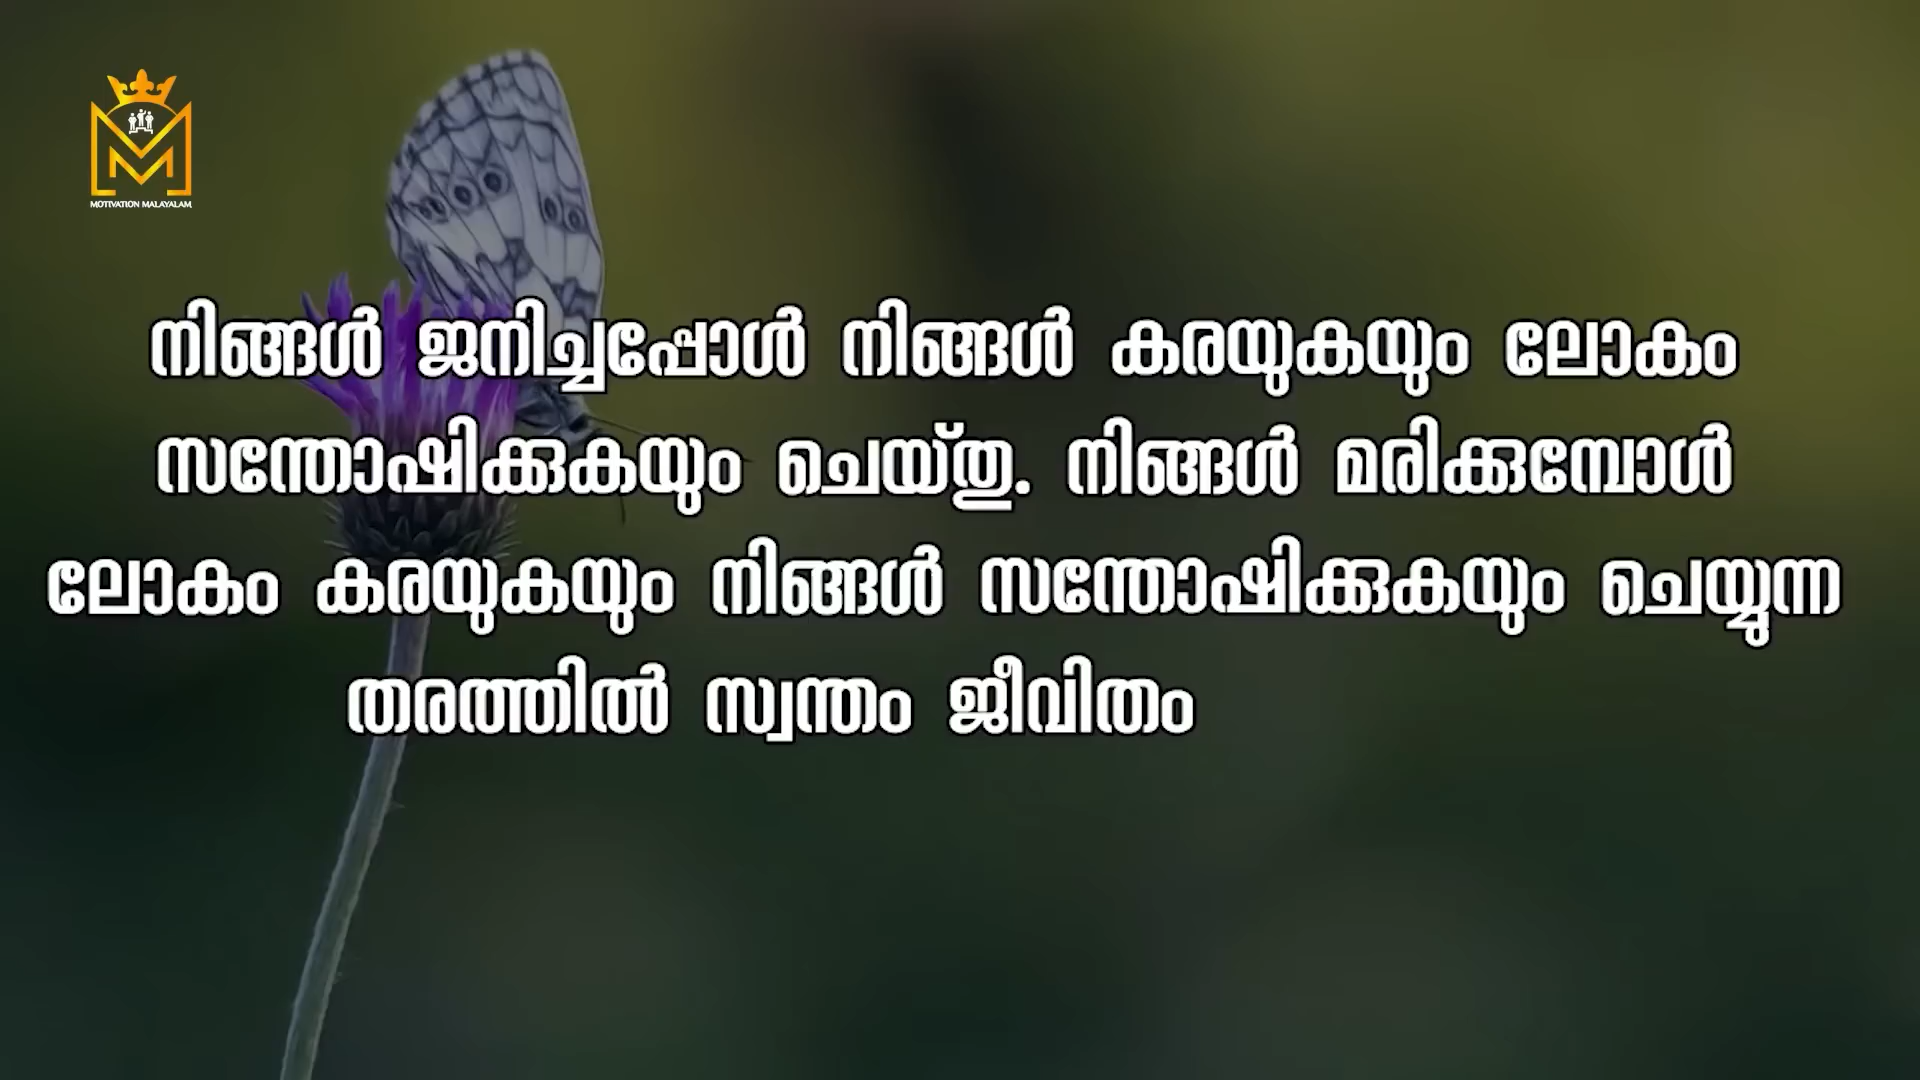 MOTIVATION MALAYALAM
നിങ്ങൾ ജനിച്ചപ്പോൾ നിങ്ങൾ കരയുകയും ലോകം
സന്തോഷിക്കുകയും ചെയ്തു. നിങ്ങൾ മരിക്കുമ്പോൾ
ലോകം കരയുകയും നിങ്ങൾ സന്തോഷിക്കുകയും ചെയ്യുന്ന
തരത്തിൽ സ്വന്തം ജീവിതം